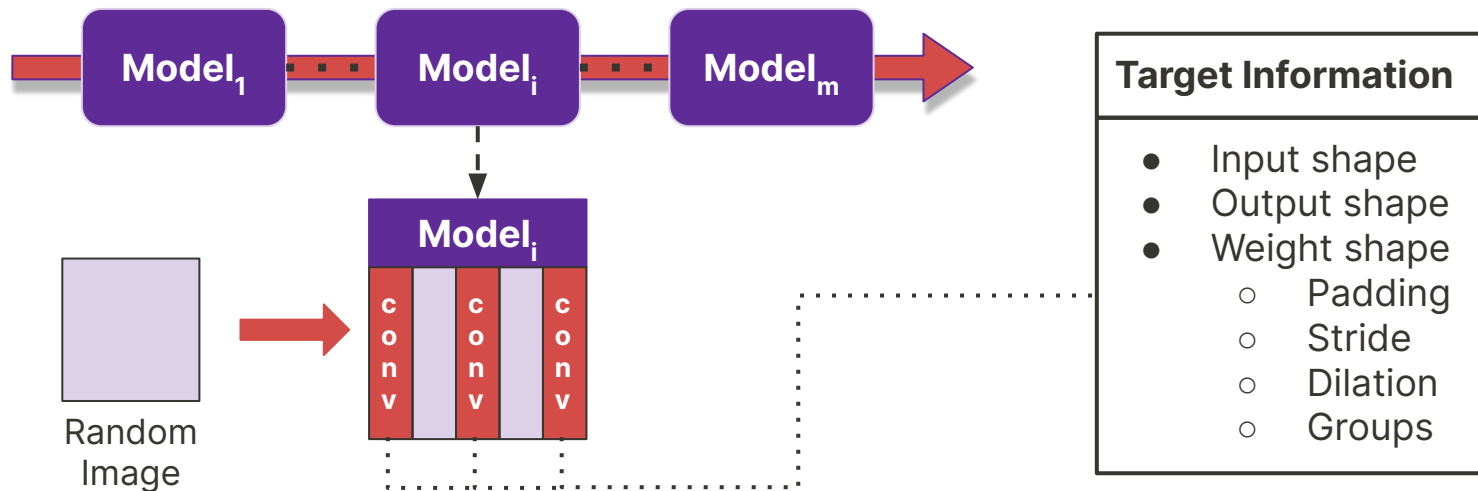 Model1
Modeli
Modelm
Modeli
conv
conv
conv
Random
Image
Target Information
● Input shape
● Output shape
● Weight shape
○ Padding
○ Stride
○ Dilation
○ Groups